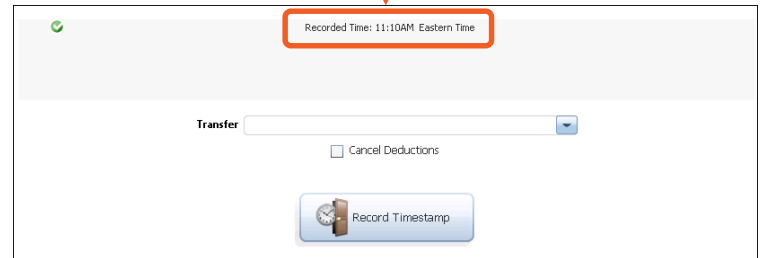 Recorded Time: 11:10AM Eastern Time
Transfer
Cancel Deductions
Record Timestamp